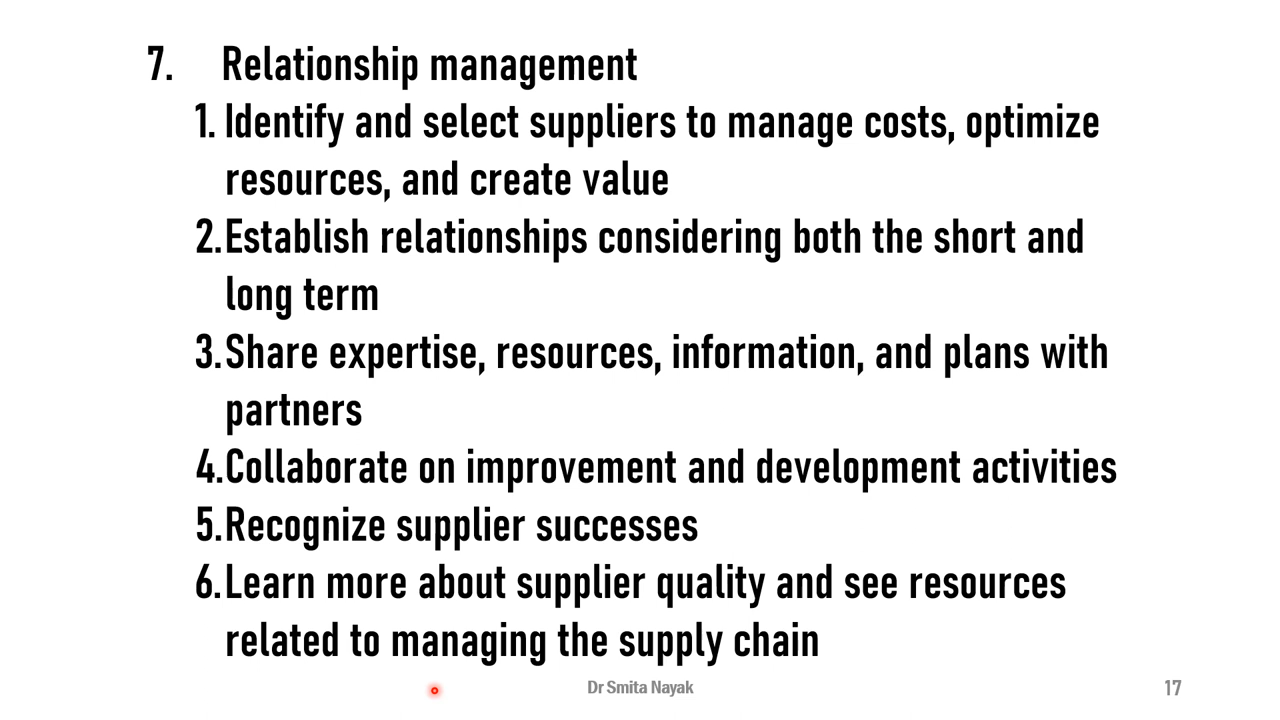 7. Relationship management
1. Identify and select suppliers to manage costs, optimize
resources, and create value
2. Establish relationships considering both the short and
long term
3. Share expertise, resources, information, and plans with
partners
4. Collaborate on improvement and development activities
5. Recognize supplier successes
6. Learn more about supplier quality and see resources
related to managing the supply chain
Dr Smita Nayak 17